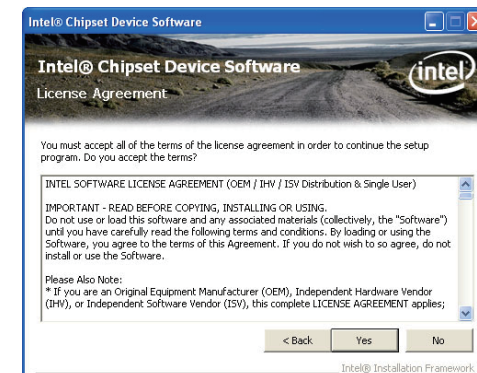 Intel® Chipset Device Software
Intel® Chipset Device Software
(intel)
License Agreement
You must accept all of the terms of the license agreement in order to continue the setup
program. Do you accept the terms?
INTEL SOFTWARE LICENSE AGREEMENT (OEM / IHV / ISV Distribution & Single User)
IMPORTANT - READ BEFORE COPYING, INSTALLING OR USING.
Do not use or load this software and any associated materials (collectively, the "Software")
until you have carefully read the following terms and conditions. By loading or using the
Software, you agree to the terms of this Agreement. If you do not wish to so agree, do not
install or use the Software.
Please Also Note:
* If you are an Original Equipment Manufacturer (OEM), Independent Hardware Vendor
(IHV), or Independent Software Vendor (ISV), this complete LICENSE AGREEMENT applies;
< Back Yes No
Intel® Installation Framework